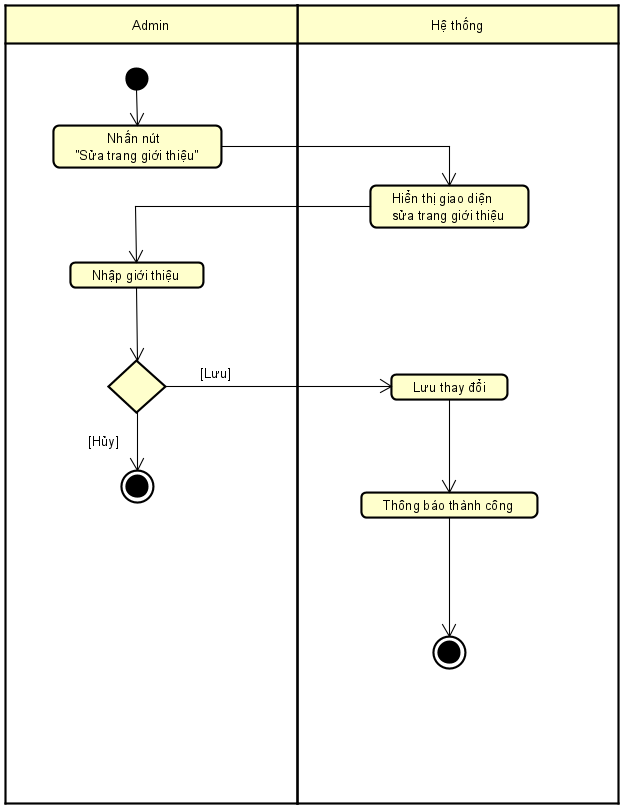 Admin
Hệ thống
Nhấn nút
"Sửa trang giới thiệu"
Hiển thị giao diện
sửa trang giới thiệu
Nhập giới thiệu
[Lưu]
Lưu thay đổi
[Hủy]
Thông báo thành công